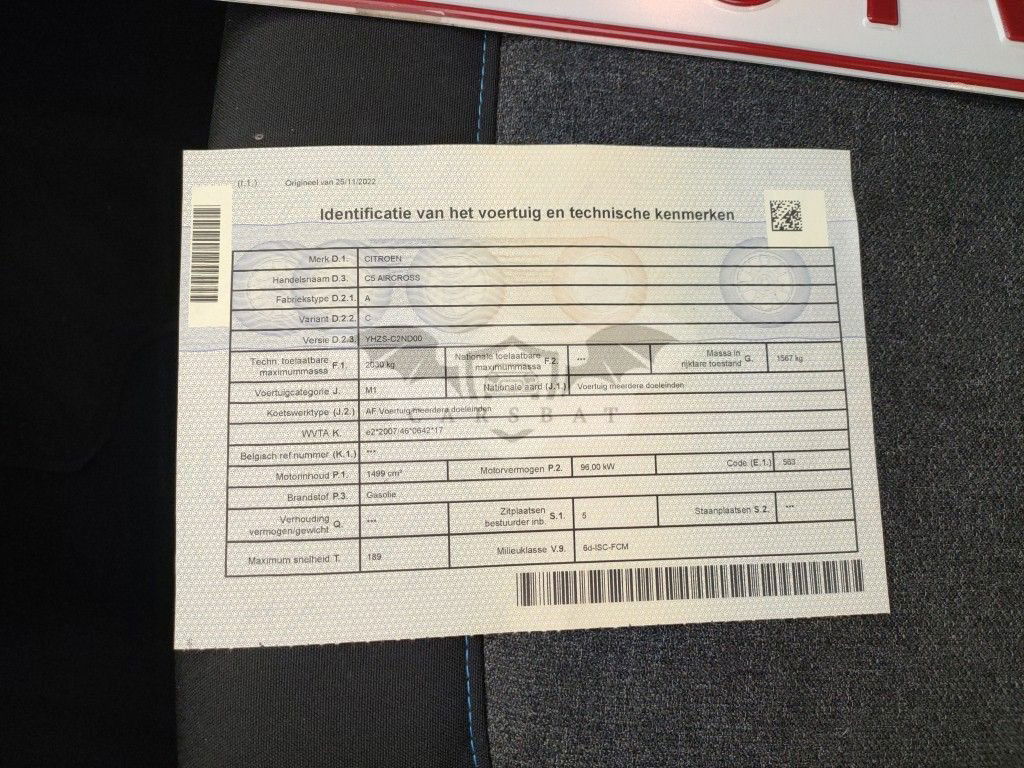 (I.1.) Origineel van 25/11/2022
Identificatie van het voertuig en technische kenmerken
Merk D.1. CITROEN
Handelsnaam D.3. C5 AIRCROSS
Fabriekstype D.2.1. A
Variant D.2.2. C
Versie D.2.3. YHZS-C2ND00
Techn. toelaatbare maximummassa F.1. 2030 kg Nationale toelaatbare maximummassa F.2. *** Massa in rijklare toestand G. 1567 kg
Voertuigcategorie J. M1 Nationale aard (J.1.) Voertuig meerdere doeleinden
Koetswerktype (J.2.) AF Voertuig meerdere doeleinden
CARSBAT
WVTA K. e2*2007/46*0642*17
Belgisch ref.nummer (K.1.) ***
Motorinhoud P.1. 1499 cm³ Motorvermogen P.2. 96,00 kW Code (E.1.) 563
Brandstof P.3. Gasolie
Verhouding vermogen/gewicht Q. *** Zitplaatsen bestuurder inb. S.1. 5 Staanplaatsen S.2. ***
Maximum snelheid T. 189 Milieuklasse V.9. 6d-ISC-FCM